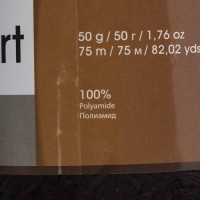 rt
50 g / 50 г / 1,76 oz
75 m / 75 м / 82,02 yds
100%
Polyamide
Полиамид